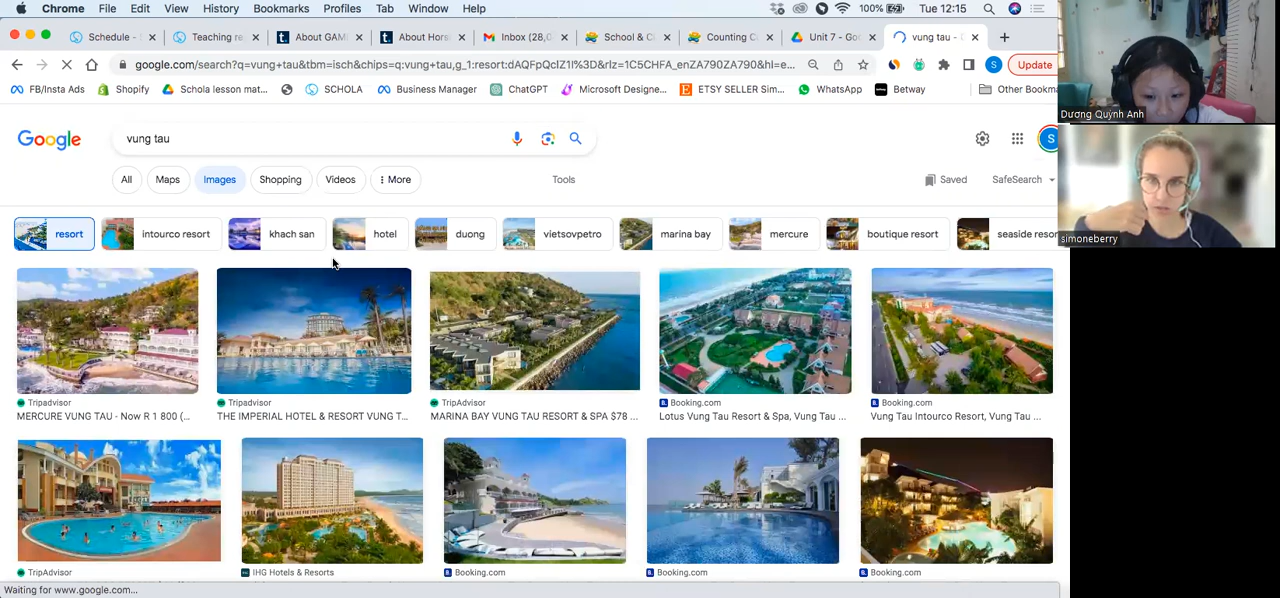 Chrome File Edit View History Bookmarks Profiles Tab Window Help 100% Tue 12:15
Schedule - Teaching re About GAM About Hors Inbox (28,0 School & C Counting C Unit 7 - Go vung tau -
google.com/search?q=vung+tau&tbm=isch&chips=q:vung+tau,g_1:resort:dAQFpQcIZ1I%3D&rlz=1C5CHFA_enZA790ZA790&hl=e... S Update
FB/Insta Ads Shopify Schola lesson mat... SCHOLA Business Manager ChatGPT Microsoft Designe... ETSY SELLER Sim... WhatsApp Betway Other Bookma
Dương Quỳnh Anh
Google vung tau S
All Maps Images Shopping Videos More Tools Saved SafeSearch
resort intourco resort khach san hotel duong vietsovpetro marina bay mercure boutique resort seaside resor
simoneberry
Tripadvisor Tripadvisor TripAdvisor Booking.com Booking.com
MERCURE VUNG TAU - Now R 1 800 (... THE IMPERIAL HOTEL & RESORT VUNG T... MARINA BAY VUNG TAU RESORT & SPA $78 ... Lotus Vung Tau Resort & Spa, Vung Tau ... Vung Tau Intourco Resort, Vung Tau ...
TripAdvisor IHG Hotels & Resorts Booking.com Booking.com Booking.com
Waiting for www.google.com...